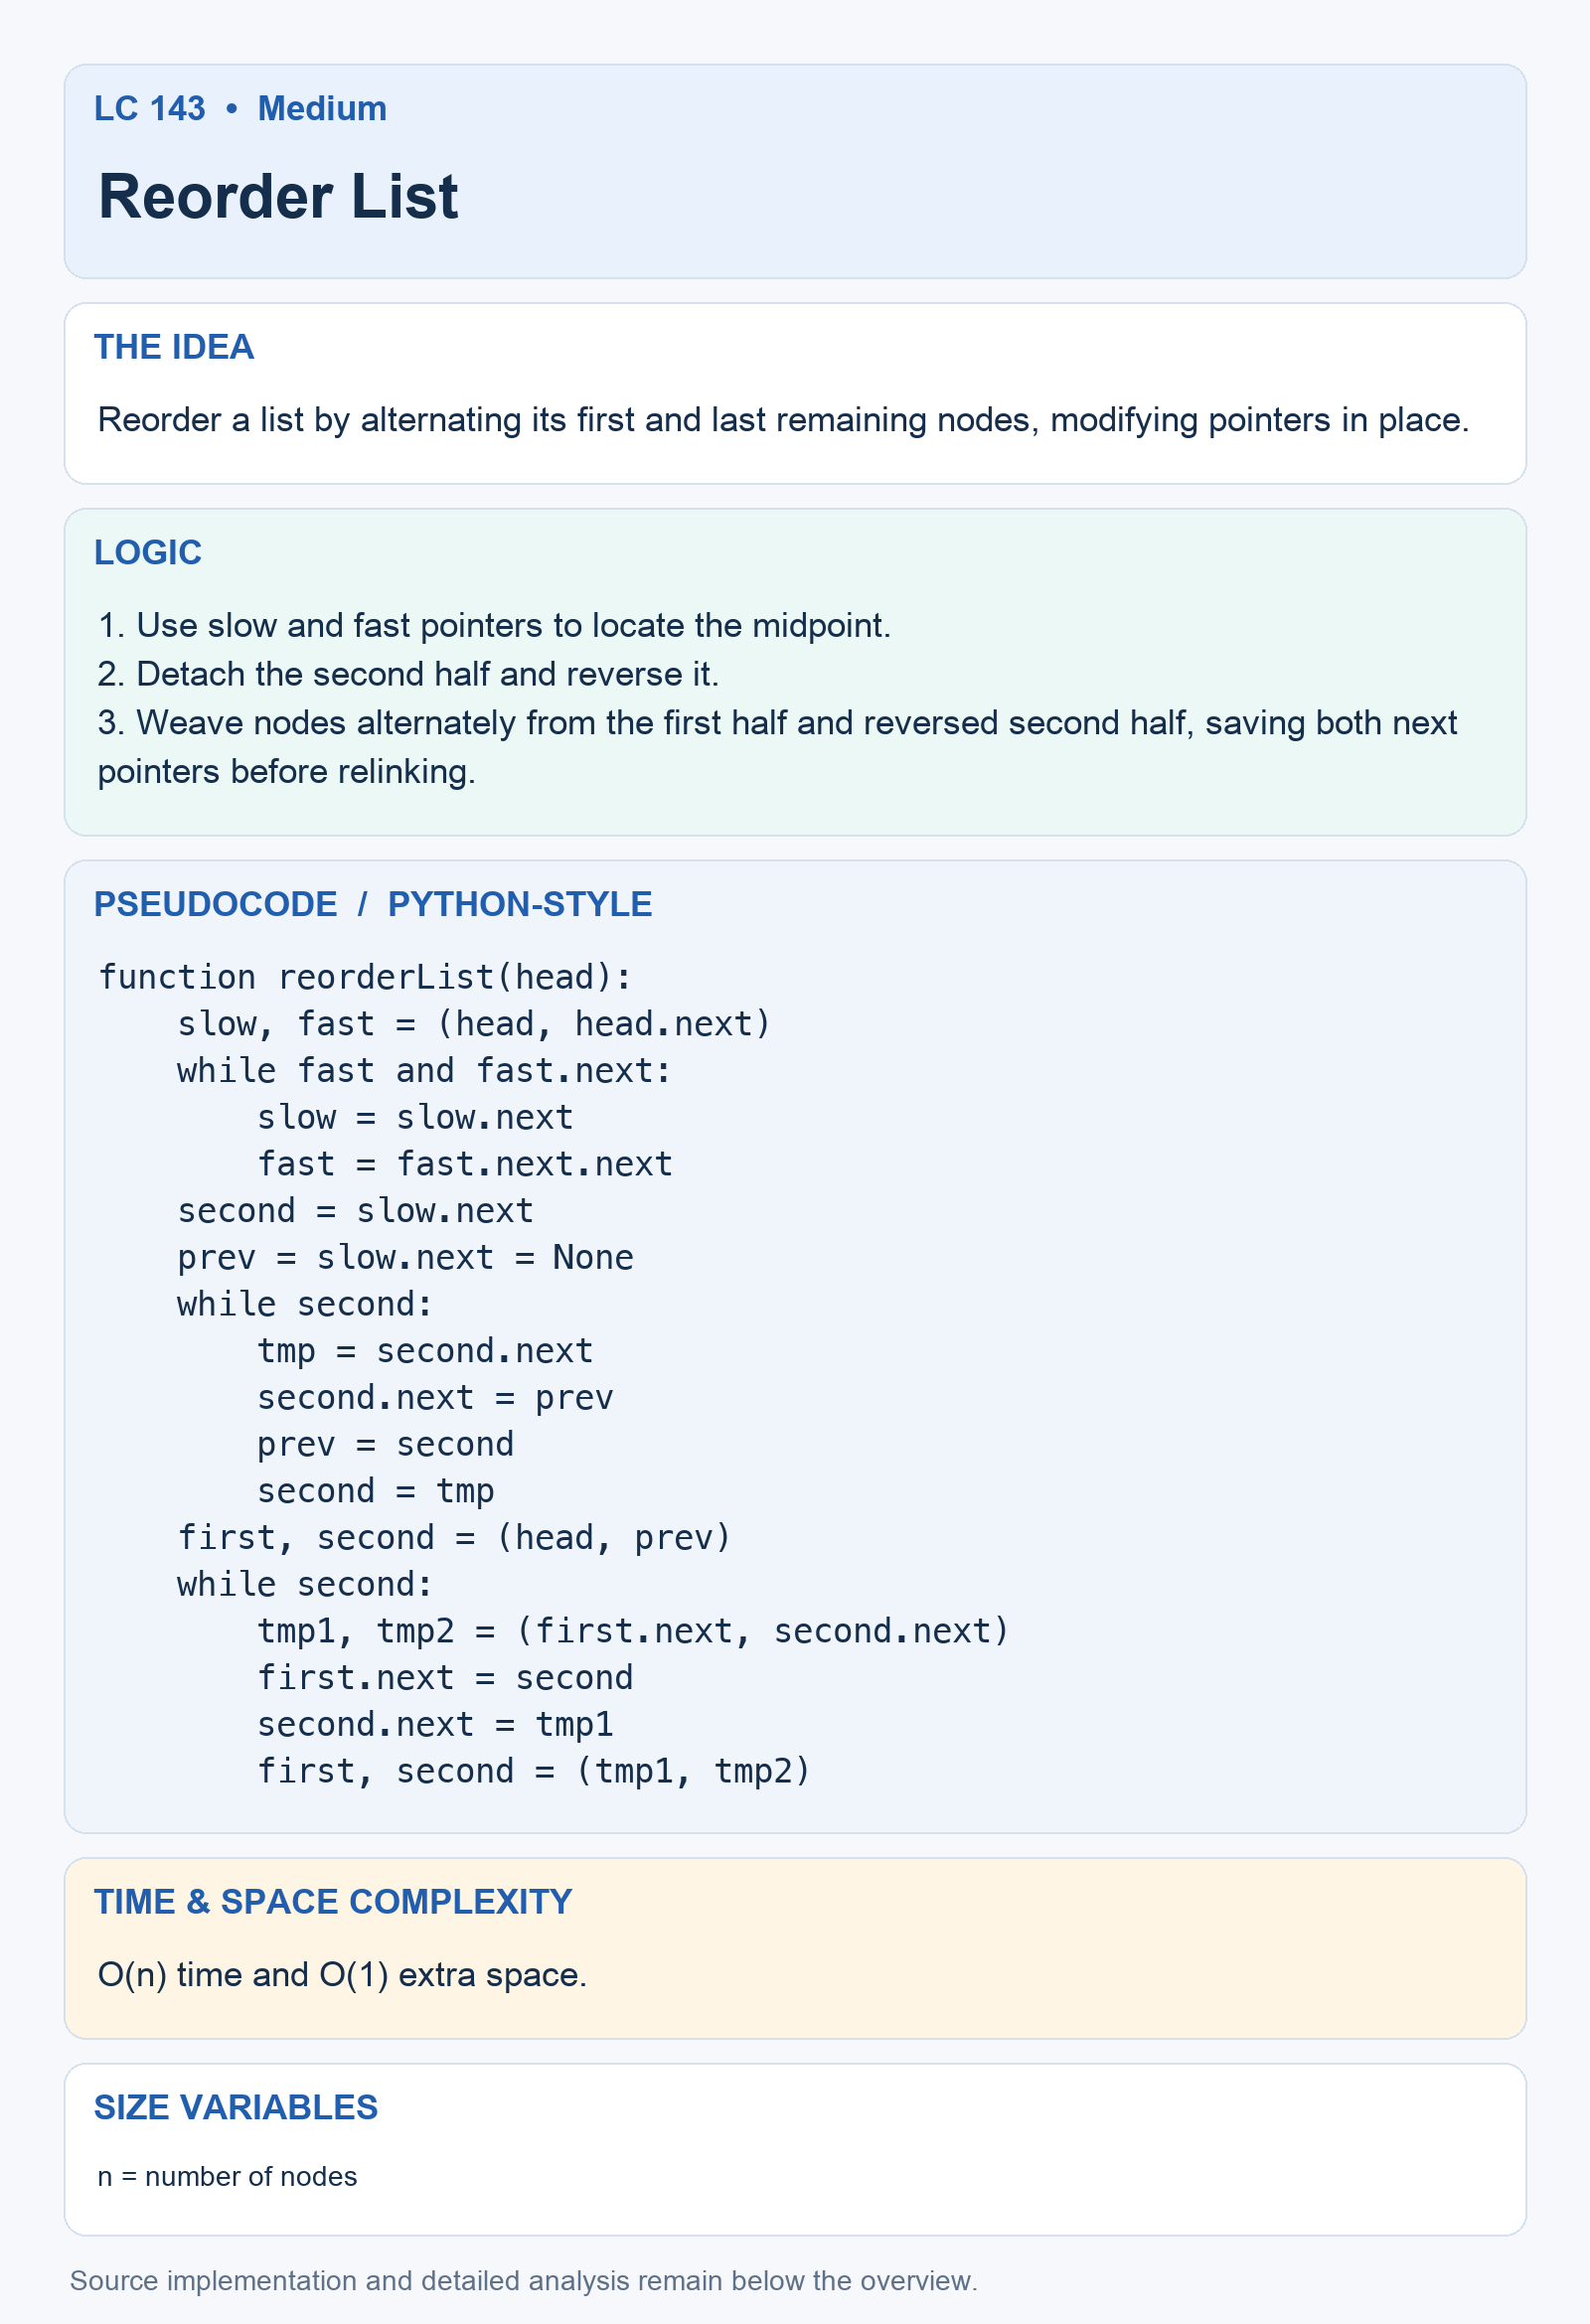 LC 143 • Medium
Reorder List
THE IDEA
Reorder a list by alternating its first and last remaining nodes, modifying pointers in place.
LOGIC
1. Use slow and fast pointers to locate the midpoint.
2. Detach the second half and reverse it.
3. Weave nodes alternately from the first half and reversed second half, saving both next
pointers before relinking.
PSEUDOCODE / PYTHON-STYLE
function reorderList(head):
    slow, fast = (head, head.next)
    while fast and fast.next:
        slow = slow.next
        fast = fast.next.next
    second = slow.next
    prev = slow.next = None
    while second:
        tmp = second.next
        second.next = prev
        prev = second
        second = tmp
    first, second = (head, prev)
    while second:
        tmp1, tmp2 = (first.next, second.next)
        first.next = second
        second.next = tmp1
        first, second = (tmp1, tmp2)
TIME & SPACE COMPLEXITY
O(n) time and O(1) extra space.
SIZE VARIABLES
n = number of nodes
Source implementation and detailed analysis remain below the overview.